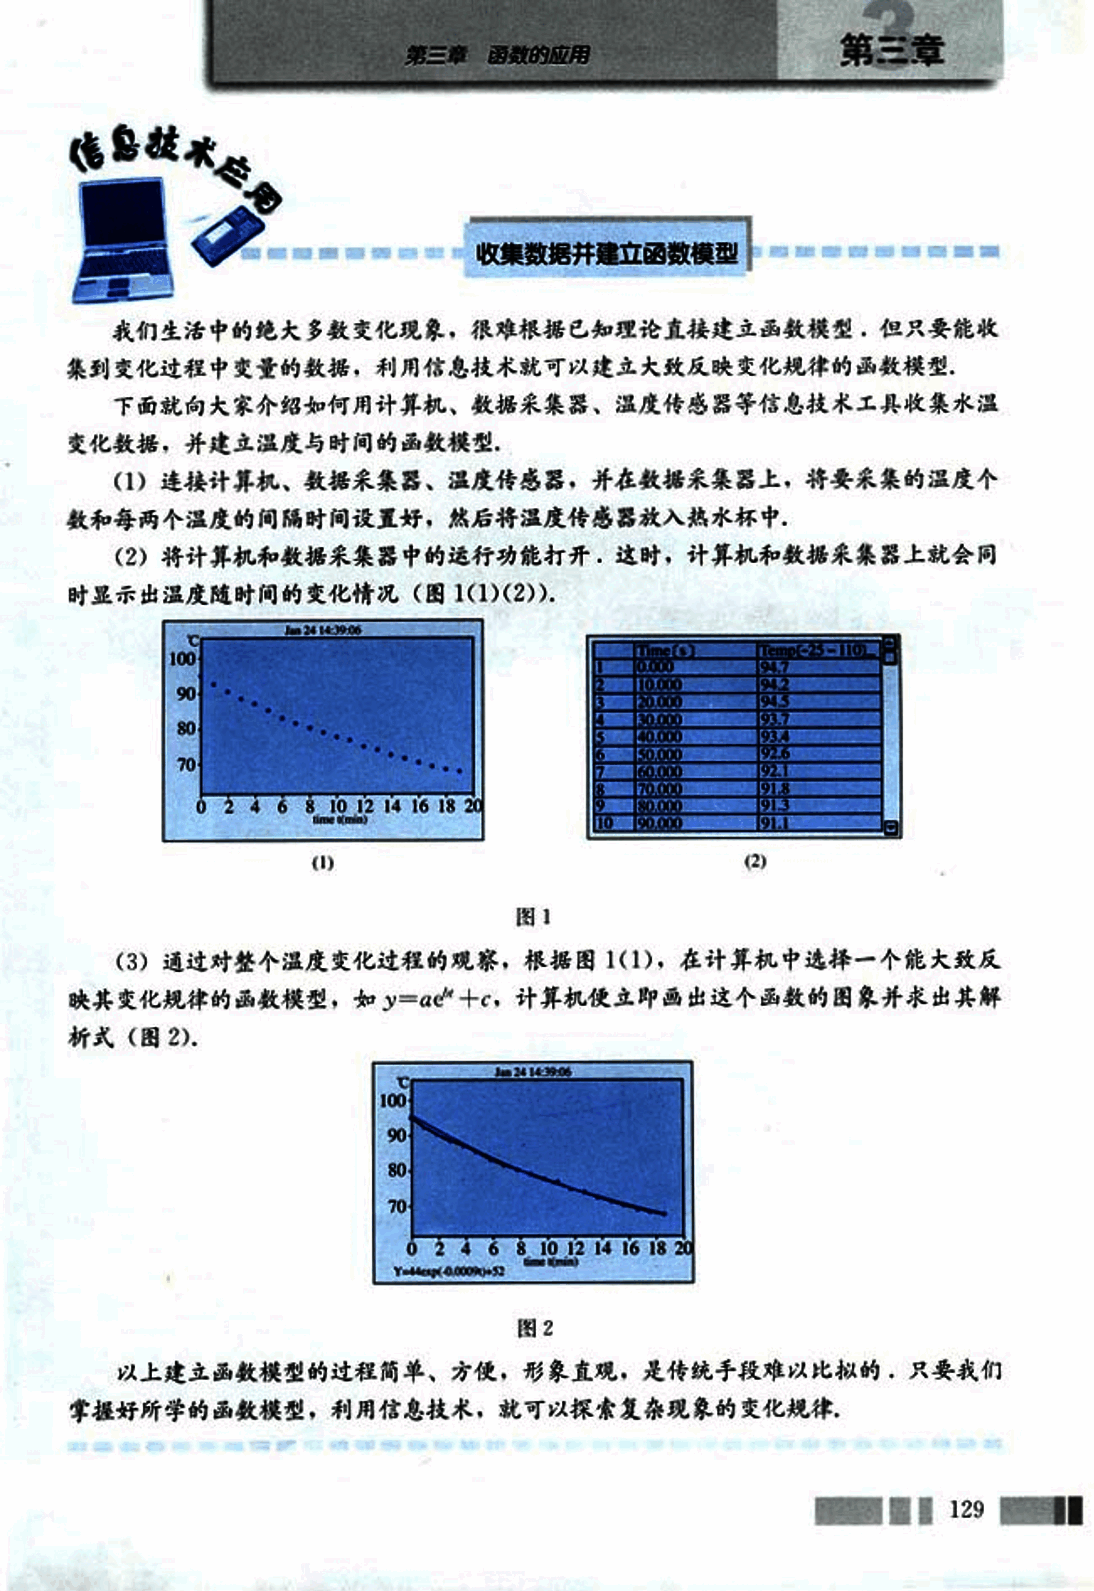 第三章 函数的应用
第三章
信息技术应用
收集数据并建立函数模型
我们生活中的绝大多数变化现象，很难根据已知理论直接建立函数模型．但只要能收
集到变化过程中变量的数据，利用信息技术就可以建立大致反映变化规律的函数模型．
下面就向大家介绍如何用计算机、数据采集器、温度传感器等信息技术工具收集水温
变化数据，并建立温度与时间的函数模型．
(1) 连接计算机、数据采集器、温度传感器，并在数据采集器上，将要采集的温度个
数和每两个温度的间隔时间设置好，然后将温度传感器放入热水杯中．
(2) 将计算机和数据采集器中的运行功能打开．这时，计算机和数据采集器上就会同
时显示出温度随时间的变化情况（图 1(1)(2)）．
Jan 24 14:39:06
℃
100
90
80
70
0 2 4 6 8 10 12 14 16 18 20
time t(min)
(1)
Time(s) Temp(-25-110)
1 0.000 94.7
2 10.000 94.2
3 20.000 94.5
4 30.000 93.7
5 40.000 93.4
6 50.000 92.6
7 60.000 92.1
8 70.000 91.8
9 80.000 91.3
10 90.000 91.1
(2)
图 1
(3) 通过对整个温度变化过程的观察，根据图 1(1)，在计算机中选择一个能大致反
映其变化规律的函数模型，如 y=ae^{bt}+c，计算机便立即画出这个函数的图象并求出其解
析式（图 2）．
Jan 24 14:39:06
℃
100
90
80
70
0 2 4 6 8 10 12 14 16 18 20
time t(min)
Y=44exp(-0.0009t)+52
图 2
以上建立函数模型的过程简单、方便，形象直观，是传统手段难以比拟的．只要我们
掌握好所学的函数模型，利用信息技术，就可以探索复杂现象的变化规律．
129